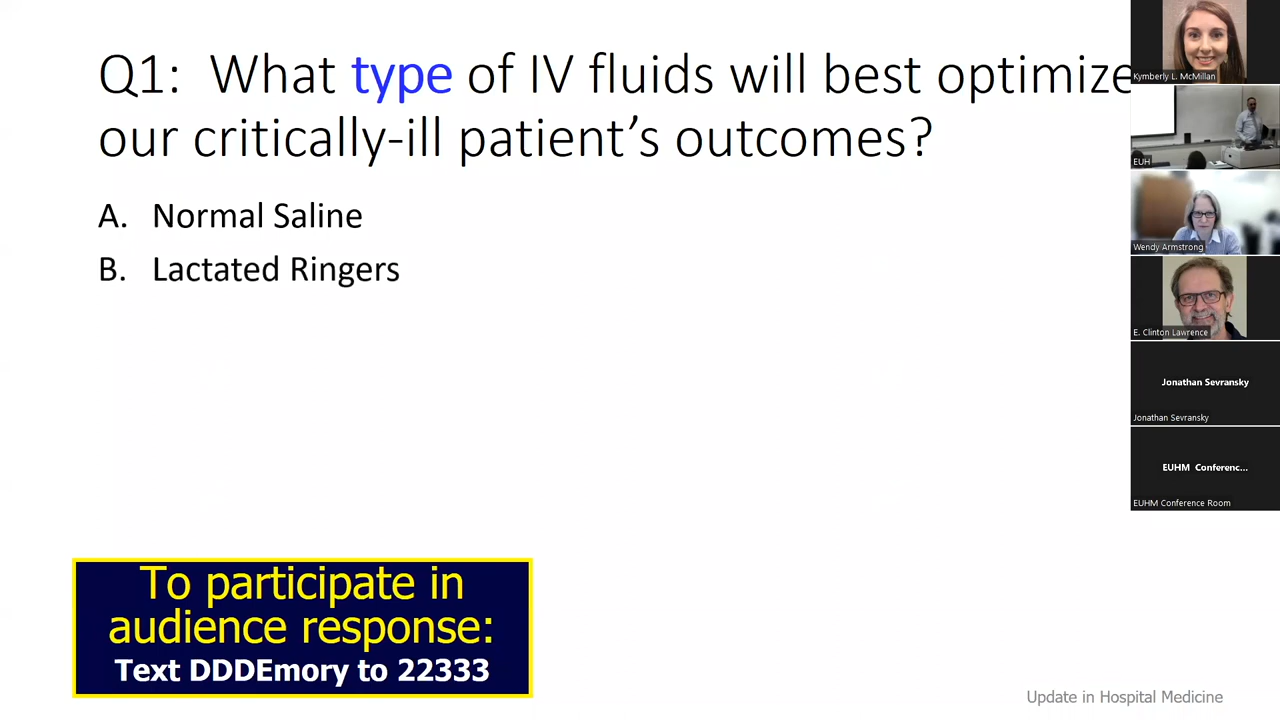 Q1: What type of IV fluids will best optimize
our critically-ill patient’s outcomes?
A. Normal Saline
B. Lactated Ringers
To participate in
audience response:
Text DDDEmory to 22333
Update in Hospital Medicine
Kymberly L. McMillan
EUH
Wendy Armstrong
E. Clinton Lawrence
Jonathan Sevransky
Jonathan Sevransky
EUHM Conferenc...
EUHM Conference Room